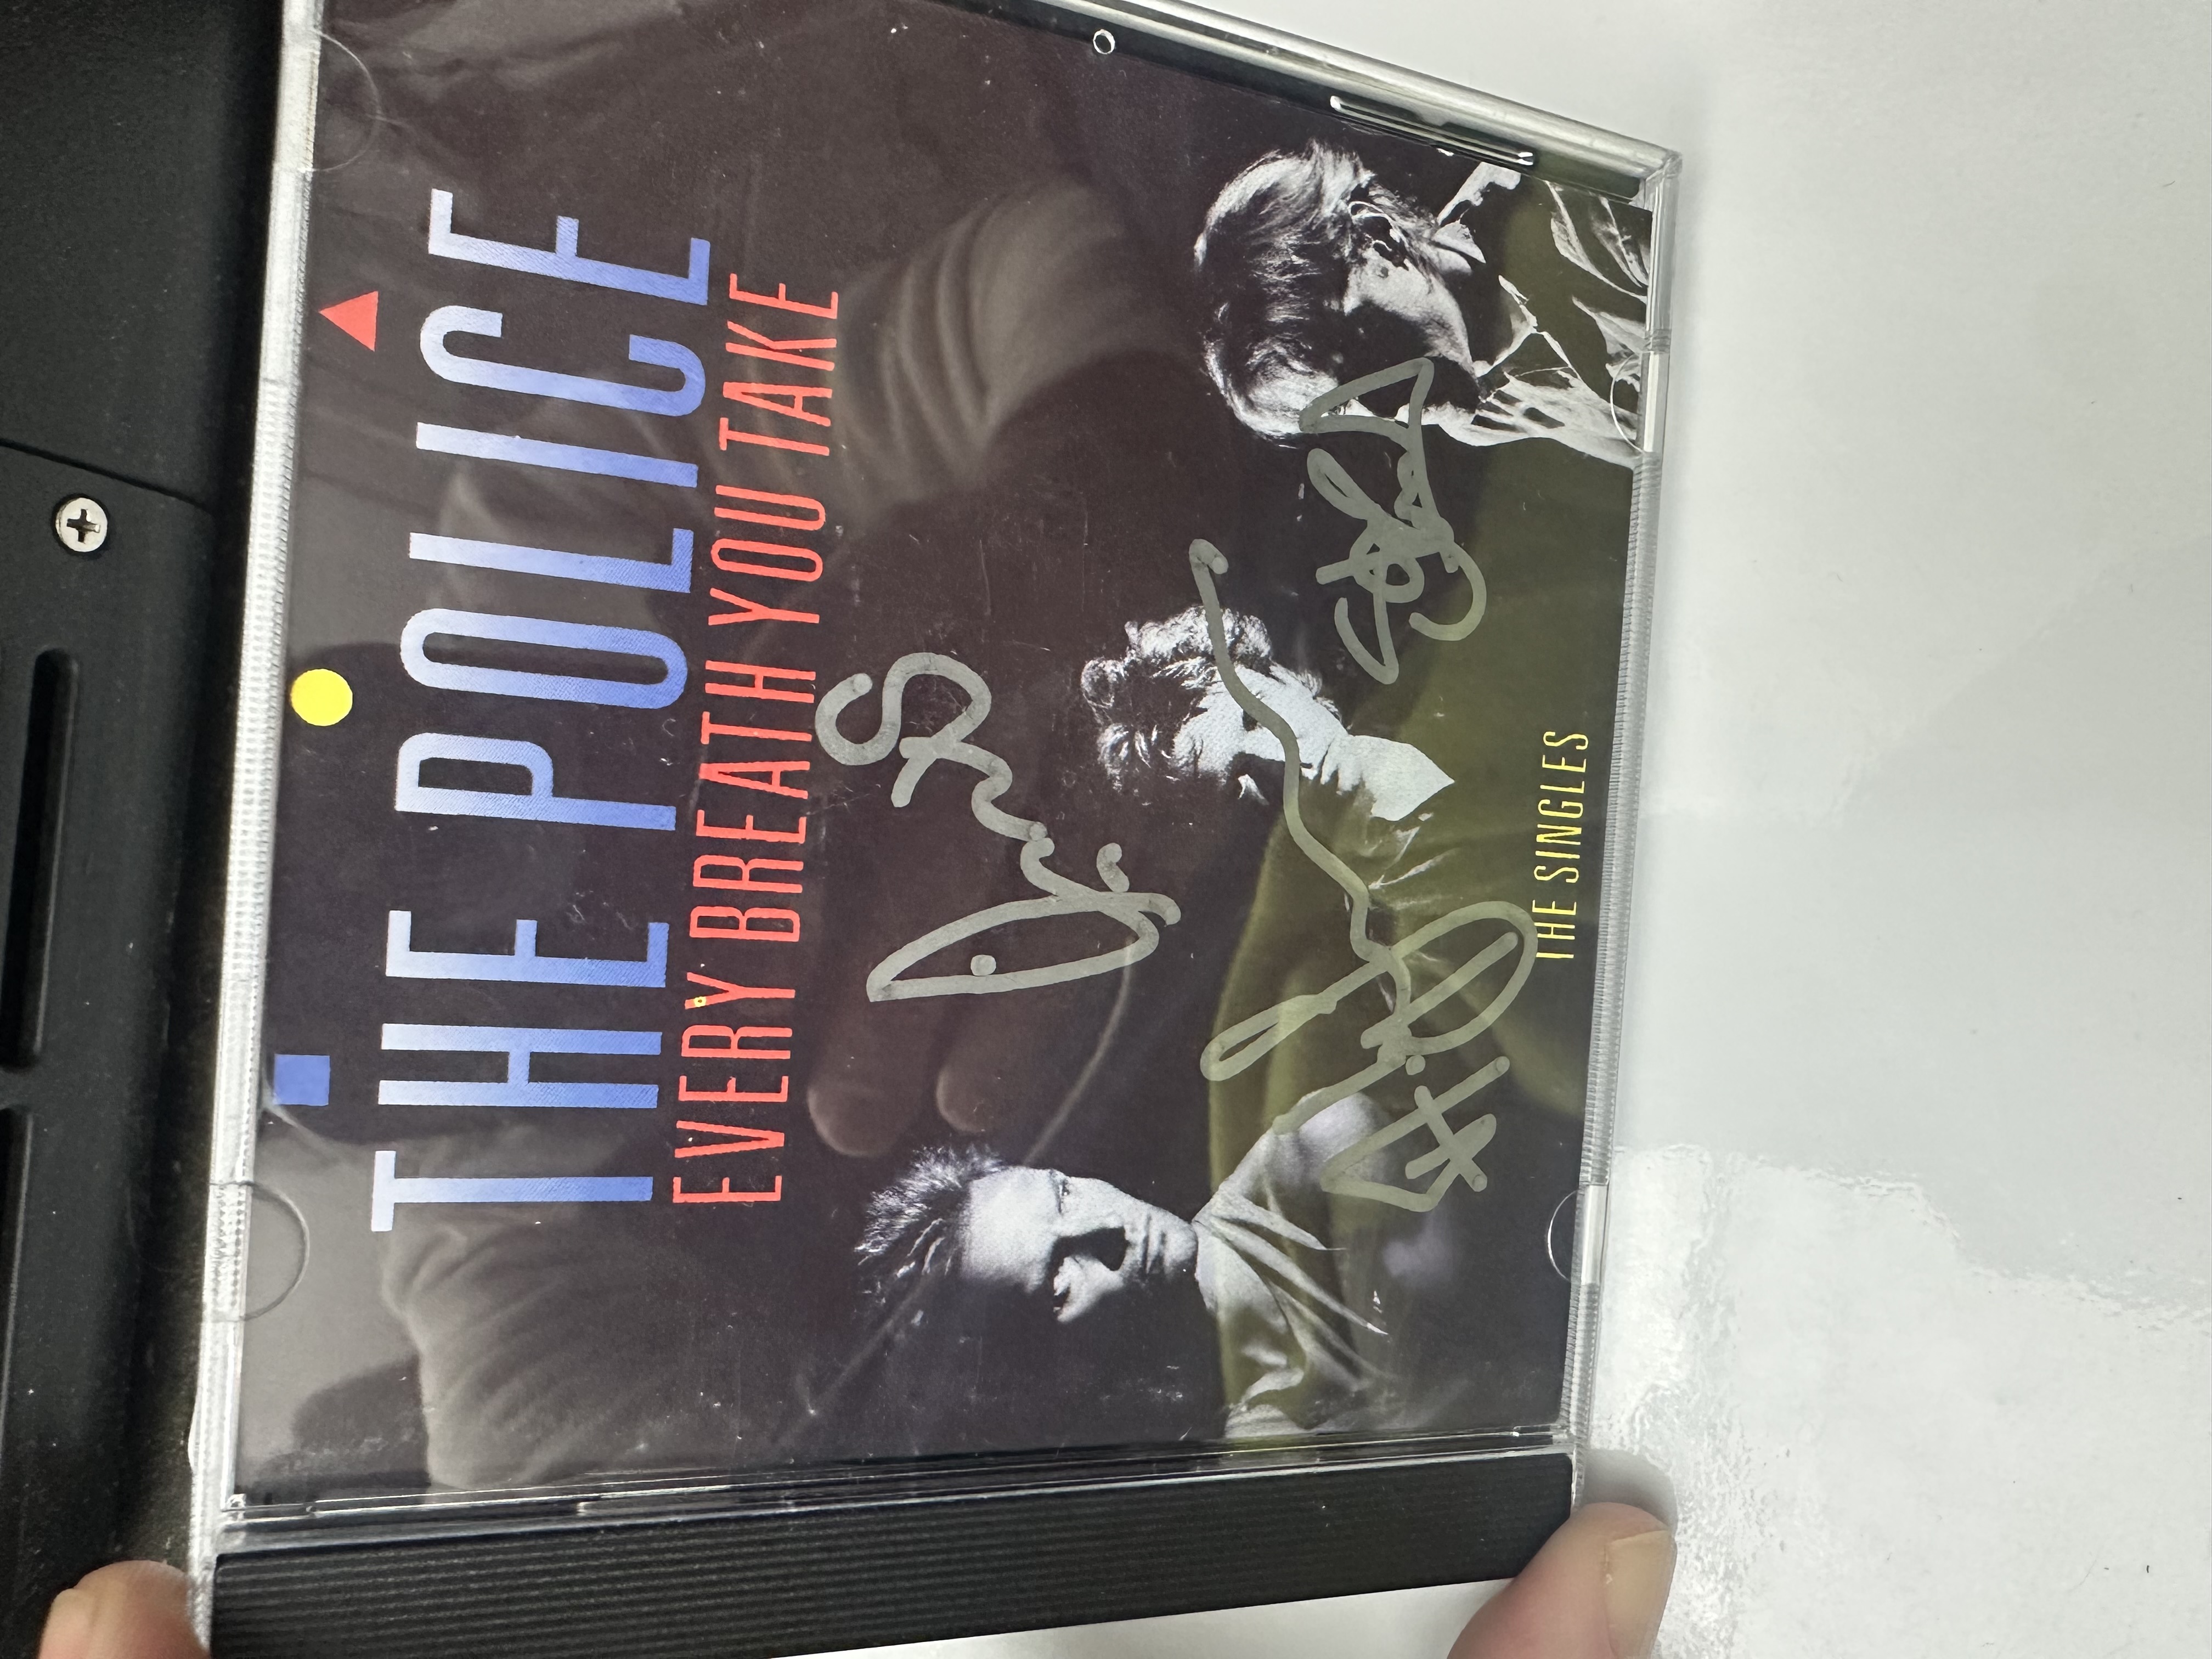 THE POLICE
EVERY BREATH YOU TAKE
Sting
THE SINGLES